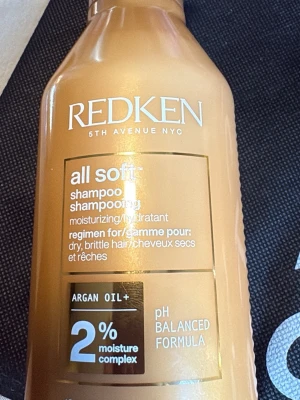 REDKEN
5TH AVENUE NYC
all soft™
shampoo
shampooing
moisturizing/hydratant
regimen for/gamme pour:
dry, brittle hair/cheveux secs
et rêches
ARGAN OIL+
2%
moisture
complex
pH
BALANCED
FORMULA